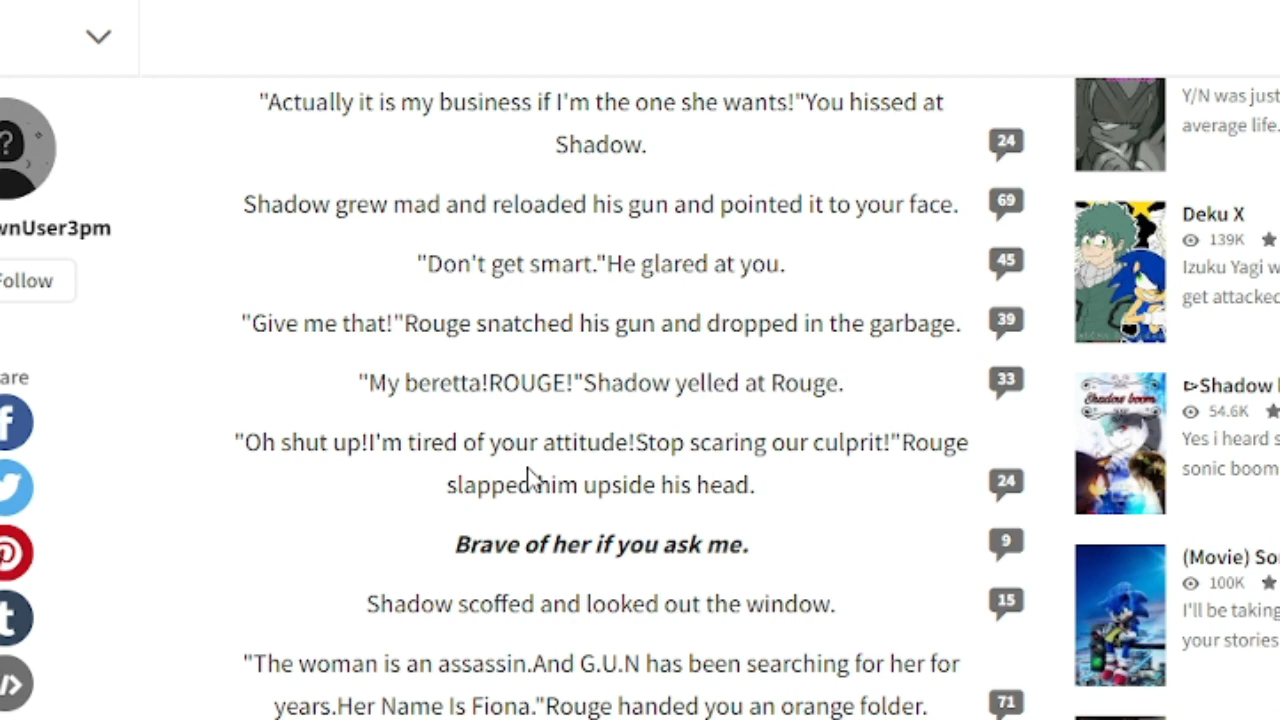 "Actually it is my business if I'm the one she wants!"You hissed at
Shadow.
24
Shadow grew mad and reloaded his gun and pointed it to your face.
69
"Don't get smart."He glared at you.
45
"Give me that!"Rouge snatched his gun and dropped in the garbage.
39
"My beretta!ROUGE!"Shadow yelled at Rouge.
33
"Oh shut up!I'm tired of your attitude!Stop scaring our culprit!"Rouge
slapped him upside his head.
24
Brave of her if you ask me.
9
Shadow scoffed and looked out the window.
15
"The woman is an assassin.And G.U.N has been searching for her for
years.Her Name Is Fiona."Rouge handed you an orange folder.
71
wnUser3pm
Follow
are
Y/N was just
average life.
Deku X
139K
Izuku Yagi w
get attacked
▻Shadow
54.6K
Yes i heard s
sonic boom
Shadow boom
(Movie) So
100K
I'll be taking
your stories